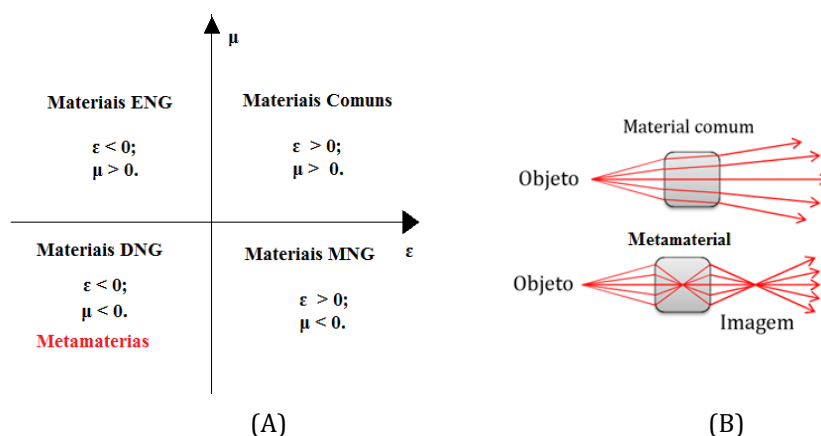 μ
Materiais ENG
ε < 0;
μ > 0.
Materiais Comuns
ε > 0;
μ > 0.
Materiais DNG
ε < 0;
μ < 0.
Metamaterias
Materiais MNG
ε > 0;
μ < 0.
ε
(A)
Material comum
Objeto
Metamaterial
Objeto
Imagem
(B)